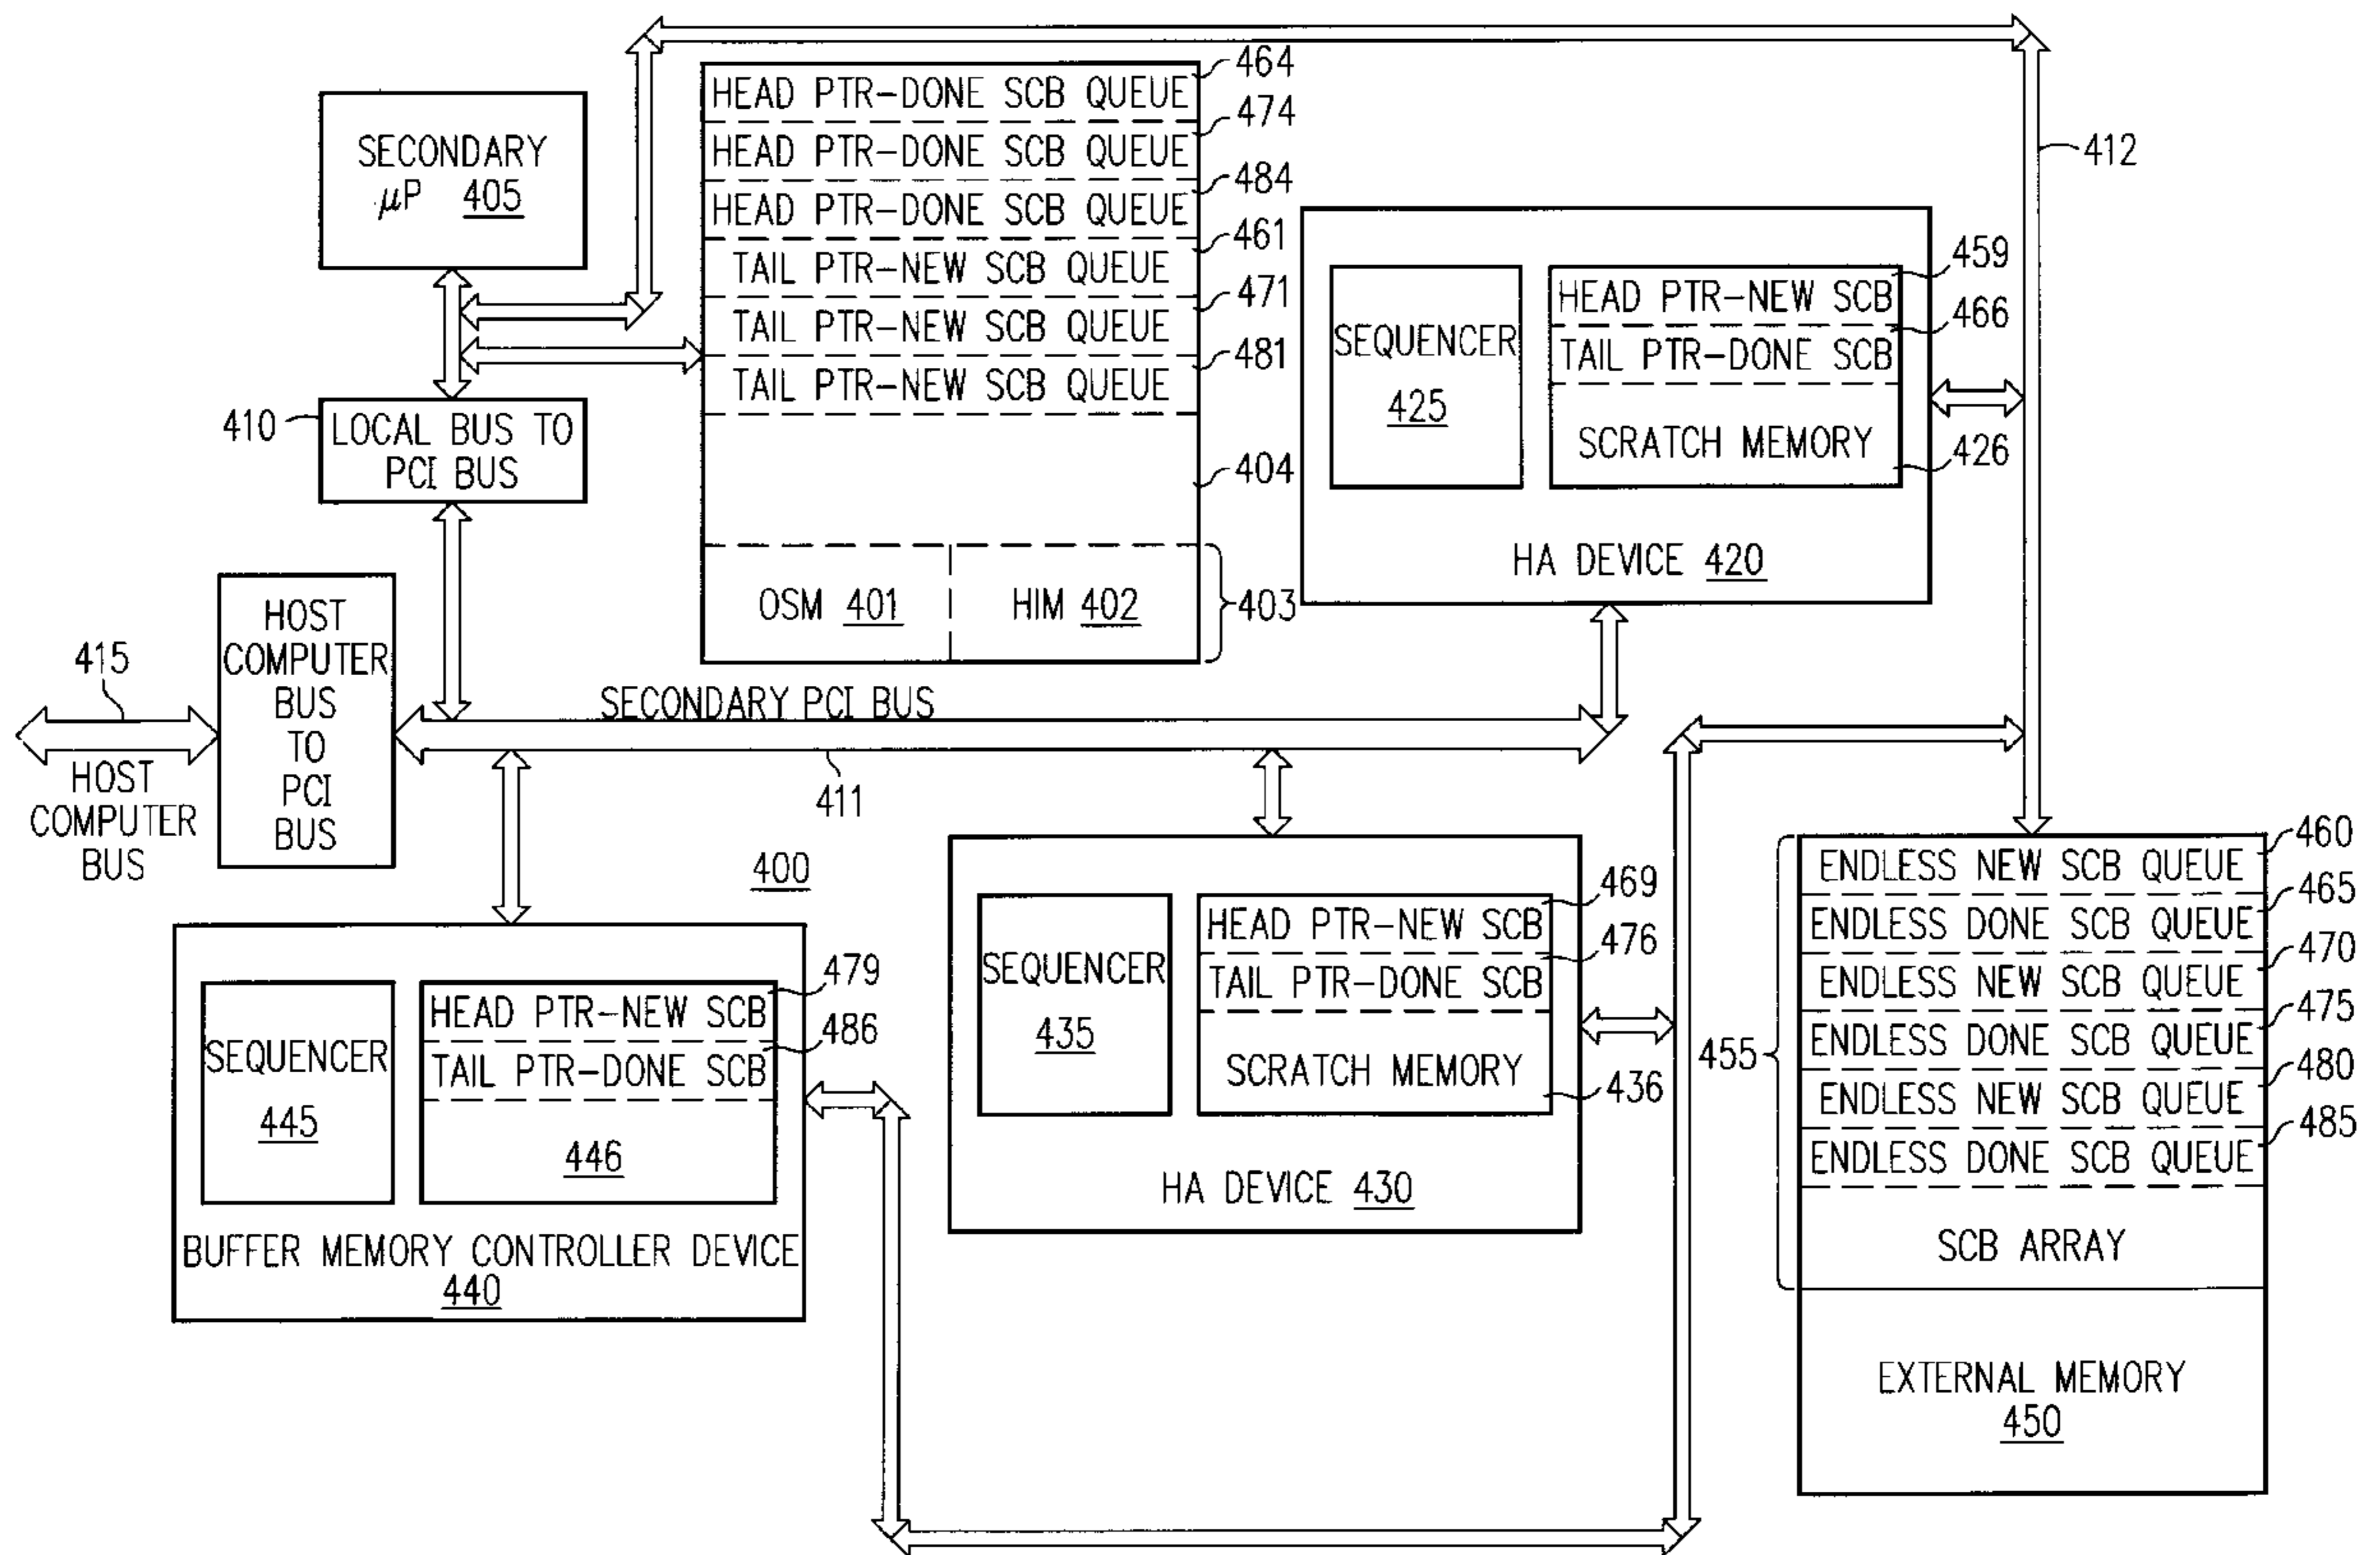 HEAD PTR-DONE SCB QUEUE 464
HEAD PTR-DONE SCB QUEUE 474
HEAD PTR-DONE SCB QUEUE 484
TAIL PTR-NEW SCB QUEUE 461
TAIL PTR-NEW SCB QUEUE 471
TAIL PTR-NEW SCB QUEUE 481
404
OSM 401
HIM 402
403
SECONDARY
μP 405
410
LOCAL BUS TO
PCI BUS
412
SEQUENCER
425
HEAD PTR-NEW SCB 459
TAIL PTR-DONE SCB 466
SCRATCH MEMORY
426
HA DEVICE 420
415
HOST
COMPUTER
BUS
HOST
COMPUTER
BUS
TO
PCI
BUS
SECONDARY PCI BUS
411
400
SEQUENCER
445
HEAD PTR-NEW SCB 479
TAIL PTR-DONE SCB 486
446
BUFFER MEMORY CONTROLLER DEVICE
440
SEQUENCER
435
HEAD PTR-NEW SCB 469
TAIL PTR-DONE SCB 476
SCRATCH MEMORY
436
HA DEVICE 430
455
ENDLESS NEW SCB QUEUE 460
ENDLESS DONE SCB QUEUE 465
ENDLESS NEW SCB QUEUE 470
ENDLESS DONE SCB QUEUE 475
ENDLESS NEW SCB QUEUE 480
ENDLESS DONE SCB QUEUE 485
SCB ARRAY
EXTERNAL MEMORY
450